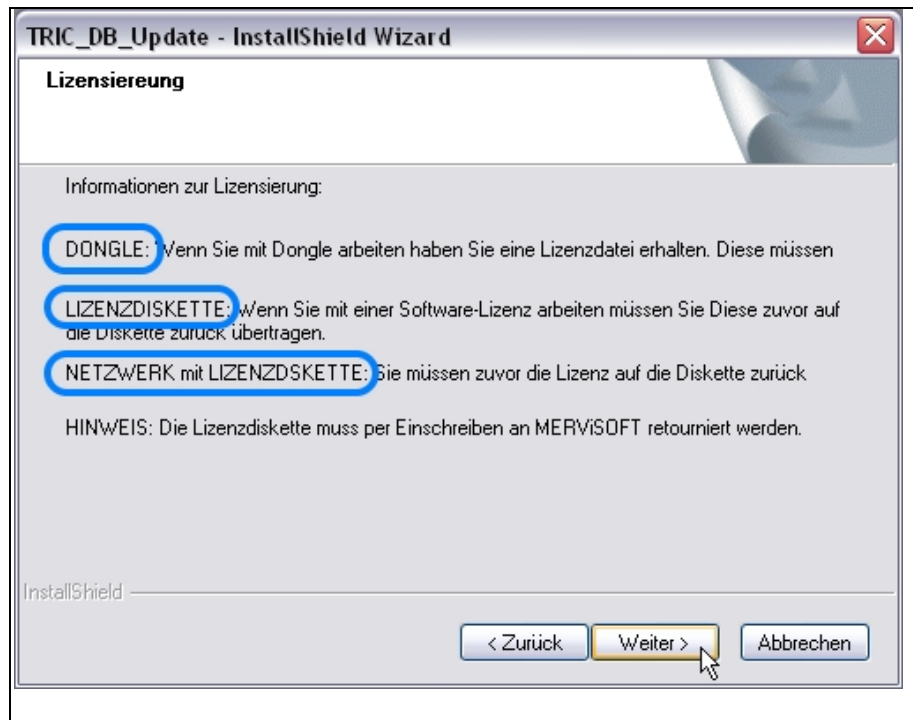 TRIC_DB_Update - InstallShield Wizard
Lizensiereung
Informationen zur Lizensierung:
DONGLE: Wenn Sie mit Dongle arbeiten haben Sie eine Lizenzdatei erhalten. Diese müssen
LIZENZDISKETTE: Wenn Sie mit einer Software-Lizenz arbeiten müssen Sie Diese zuvor auf
die Diskette zurück übertragen.
NETZWERK mit LIZENZDSKETTE: Sie müssen zuvor die Lizenz auf die Diskette zurück
HINWEIS: Die Lizenzdiskette muss per Einschreiben an MERViSOFT retourniert werden.
InstallShield
< Zurück Weiter > Abbrechen